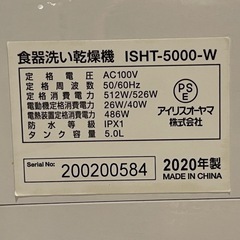 食器洗い乾燥機 ISHT-5000-W
定格電圧 AC100V
定格周波数 50/60Hz
定格消費電力 512W/526W
電動機定格消費電力 26W/40W
電熱装置定格消費電力 486W
防水等級 IPX1
タンク容量 5.0L
PS
E
アイリスオーヤマ
株式会社
Serial No: 200200584
2020年製
MADE IN CHINA